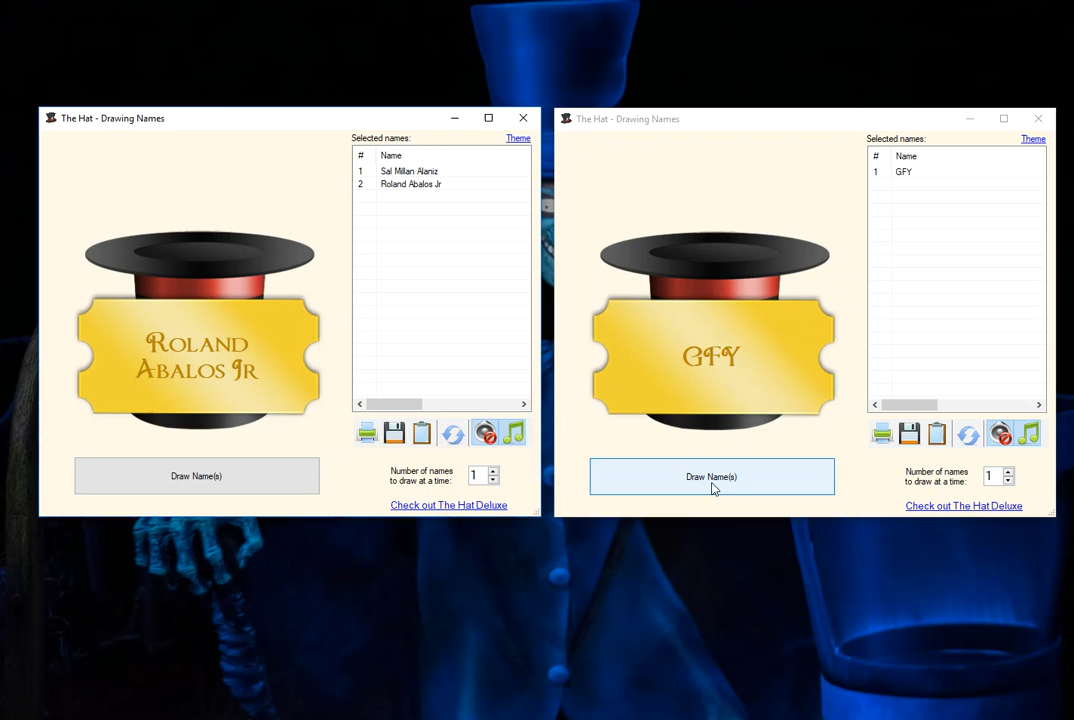 The Hat - Drawing Names
Selected names:
Theme
# Name
1 Sal Millan Alaniz
2 Roland Abalos Jr
Roland
Abalos Jr
Draw Name(s)
Number of names
to draw at a time:
1
Check out The Hat Deluxe
The Hat - Drawing Names
Selected names:
Theme
# Name
1 GFY
GFY
Draw Name(s)
Number of names
to draw at a time:
1
Check out The Hat Deluxe